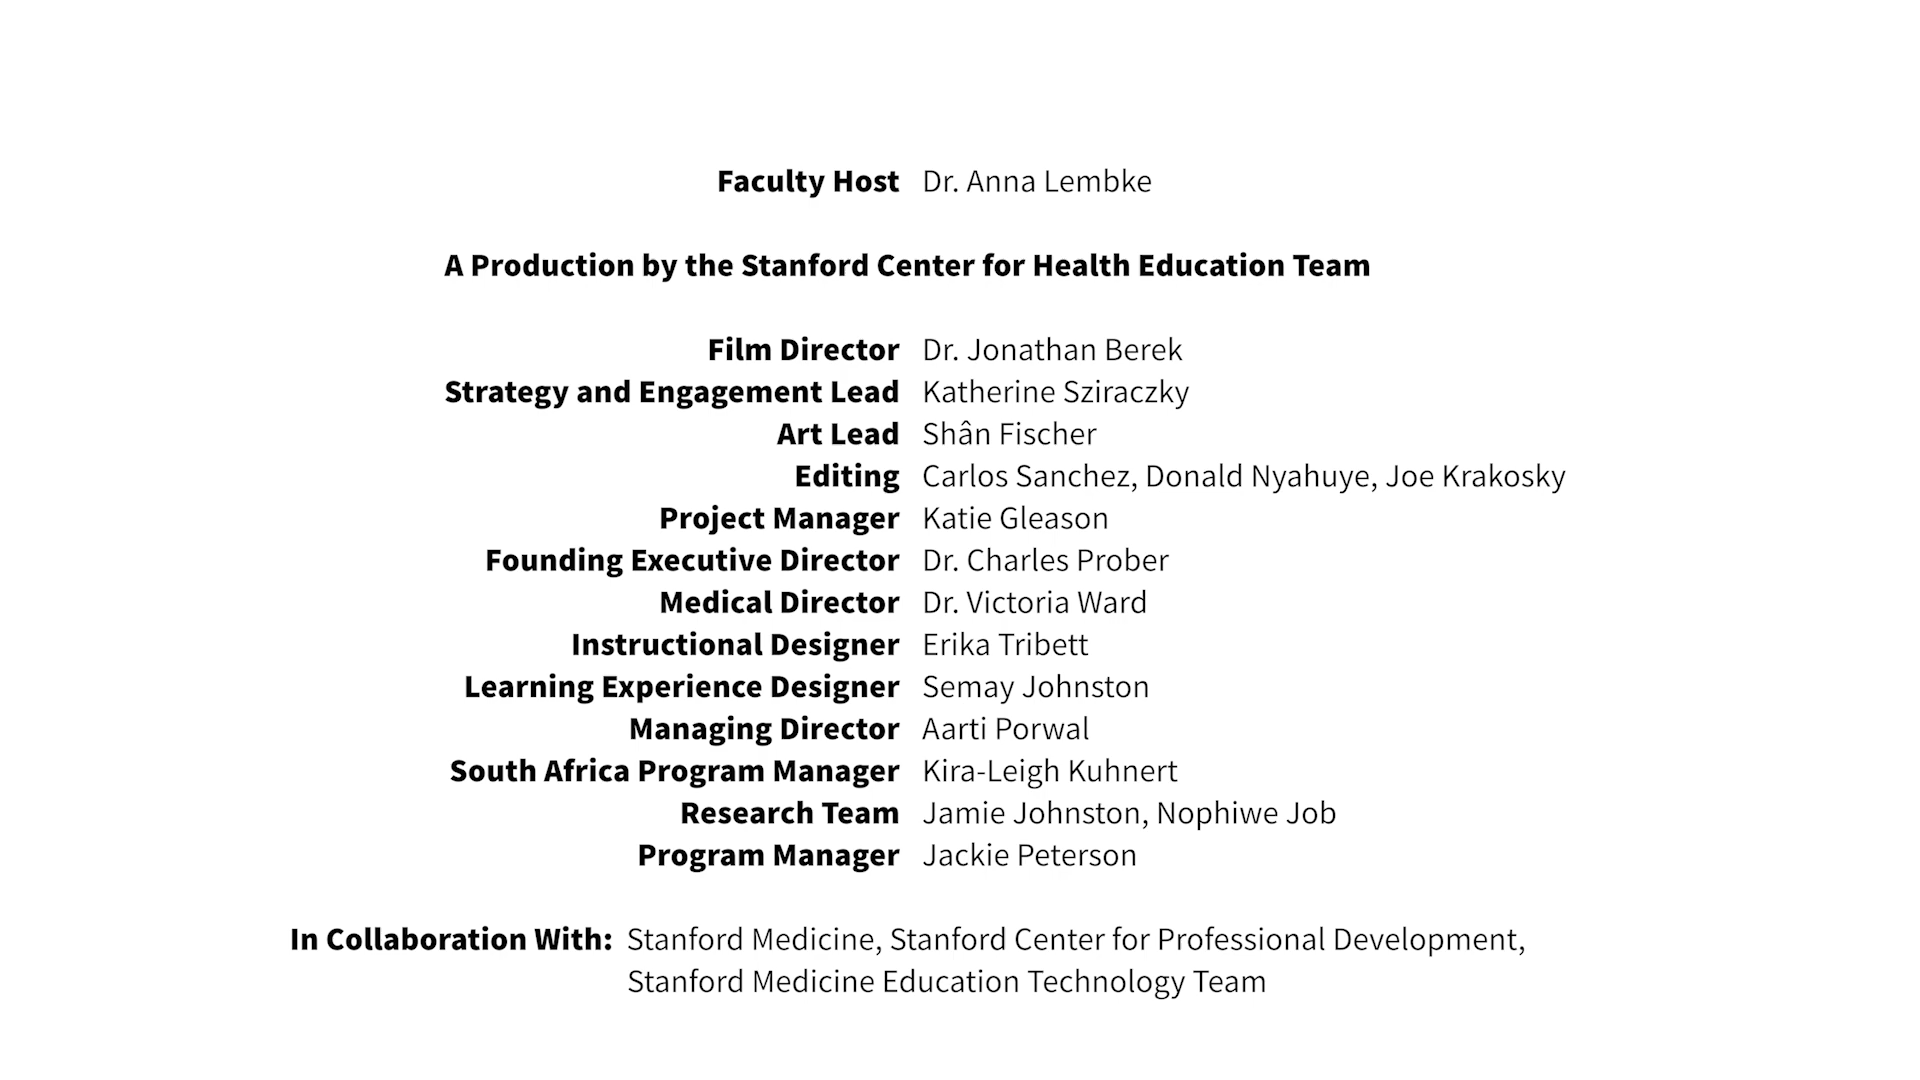 Faculty Host Dr. Anna Lembke
A Production by the Stanford Center for Health Education Team
Film Director Dr. Jonathan Berek
Strategy and Engagement Lead Katherine Sziraczky
Art Lead Shân Fischer
Editing Carlos Sanchez, Donald Nyahuye, Joe Krakosky
Project Manager Katie Gleason
Founding Executive Director Dr. Charles Prober
Medical Director Dr. Victoria Ward
Instructional Designer Erika Tribett
Learning Experience Designer Semay Johnston
Managing Director Aarti Porwal
South Africa Program Manager Kira-Leigh Kuhnert
Research Team Jamie Johnston, Nophiwe Job
Program Manager Jackie Peterson
In Collaboration With: Stanford Medicine, Stanford Center for Professional Development,
Stanford Medicine Education Technology Team